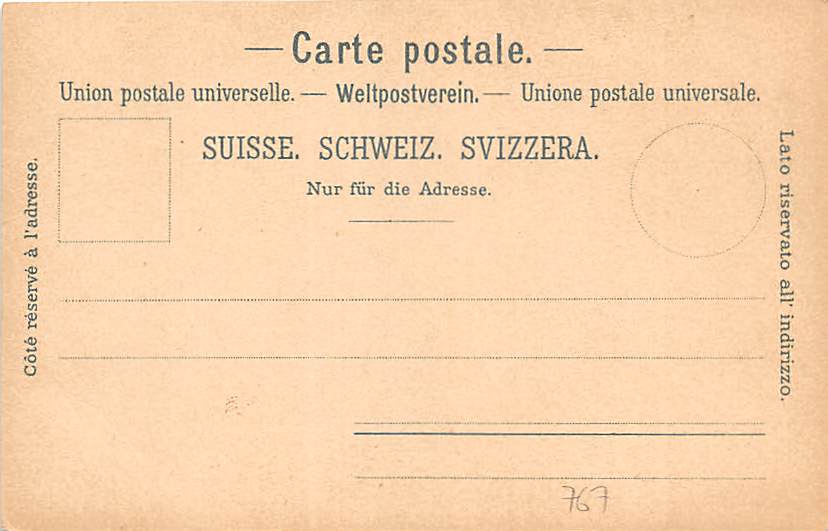 — Carte postale. —
Union postale universelle. — Weltpostverein. — Unione postale universale.
SUISSE. SCHWEIZ. SVIZZERA.
Nur für die Adresse.
Côté réservé à l'adresse.
Lato riservato all' indirizzo.
767